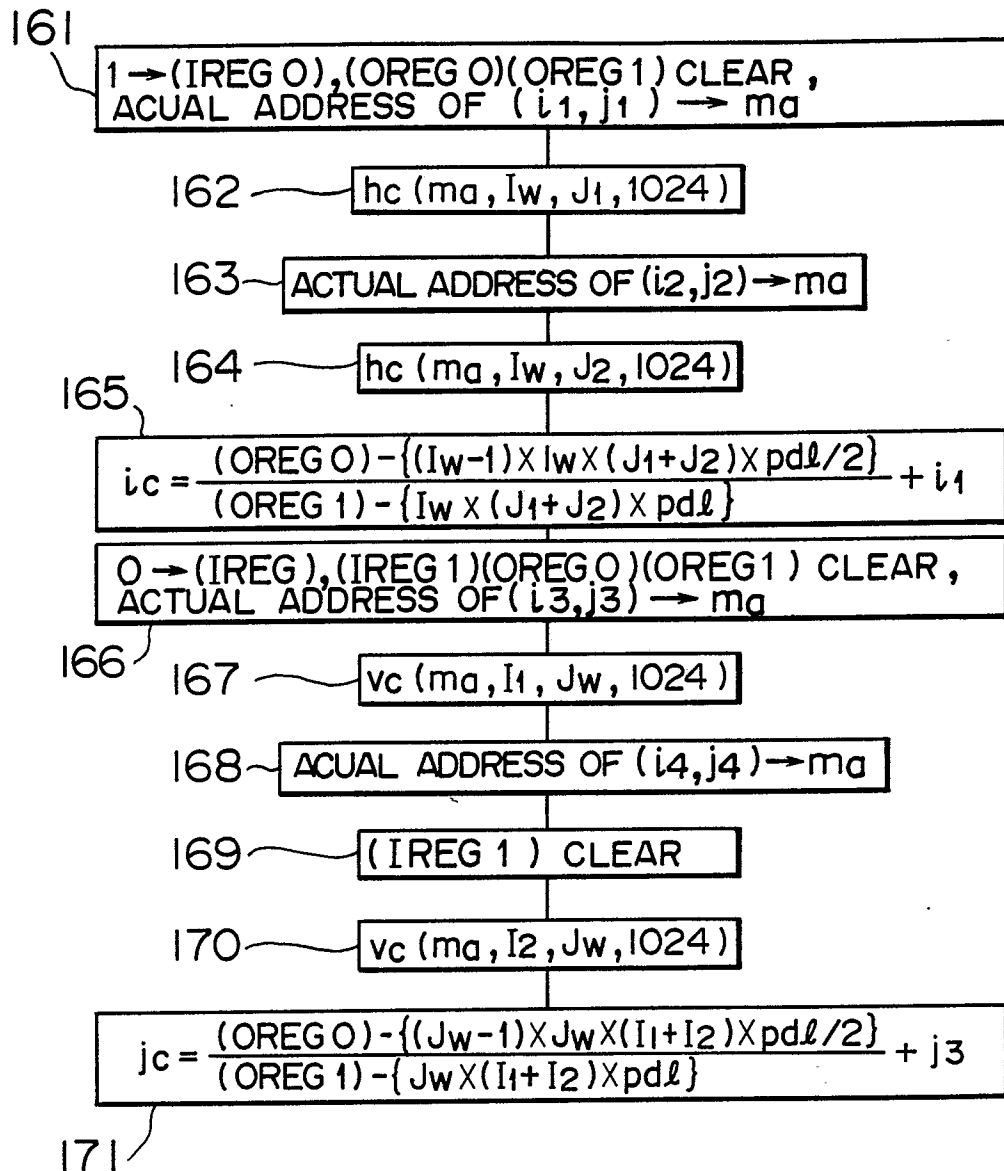 161
1→(IREG 0),(OREG 0)(OREG 1) CLEAR,
ACUAL ADDRESS OF (i1, j1) → ma
162
hc (ma, Iw, J1, 1024)
163
ACTUAL ADDRESS OF (i2, j2) → ma
164
hc (ma, Iw, J2, 1024)
165
ic = (OREG 0)-{(Iw-1)×Iw×(J1+J2)×pdℓ/2} / (OREG 1)-{Iw×(J1+J2)×pdℓ} + i1
0→(IREG),(IREG 1)(OREG 0)(OREG 1) CLEAR,
ACTUAL ADDRESS OF (i3, j3) → ma
166
167
vc (ma, I1, Jw, 1024)
168
ACUAL ADDRESS OF (i4, j4) → ma
169
(IREG 1) CLEAR
170
vc (ma, I2, Jw, 1024)
jc = (OREG 0)-{(Jw-1)×Jw×(I1+I2)×pdℓ/2} / (OREG 1)-{Jw×(I1+I2)×pdℓ} + j3
171